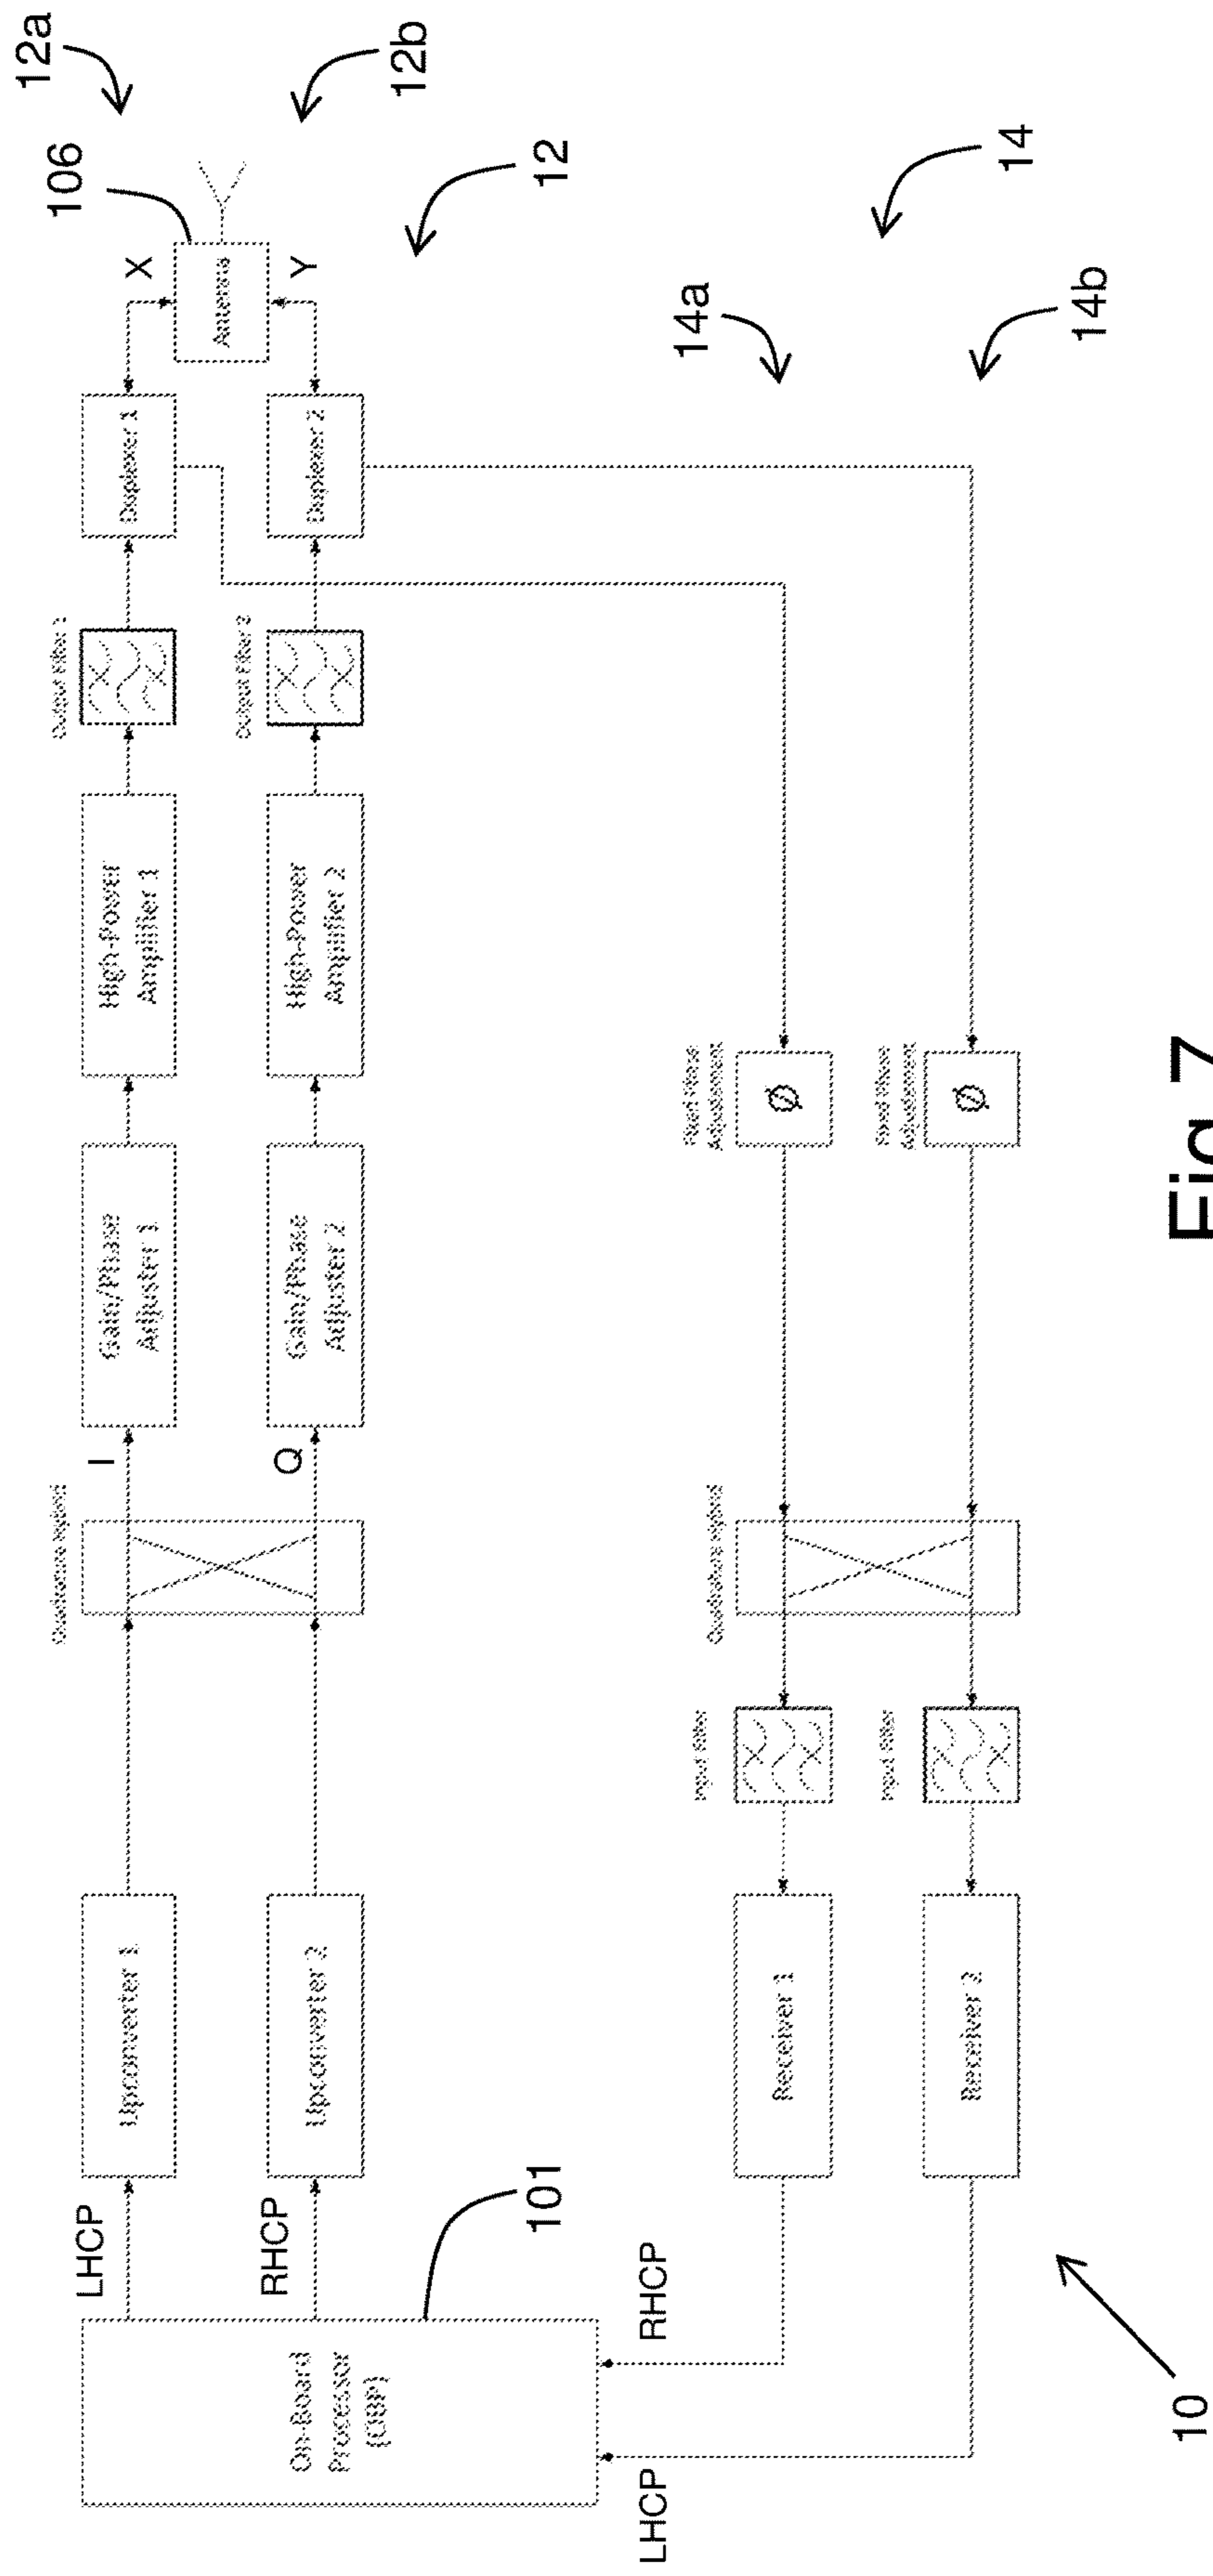 12a
12b
106
12
X
Y
Antenna
14
14a
14b
Duplexer 1
Duplexer 2
Output Filter 1
Output Filter 2
High-Power
Amplifier 1
High-Power
Amplifier 2
Fixed Phase
Adjustment
Fixed Phase
Adjustment
Ø
Ø
Gain/Phase
Adjuster 1
Gain/Phase
Adjuster 2
I
Q
Quadrature Hybrid
Quadrature Hybrid
Input Filter
Input Filter
Upconverter 1
Upconverter 2
Receiver 1
Receiver 2
LHCP
RHCP
101
RHCP
LHCP
On-Board
Processor
(OBP)
10
Fig. 7